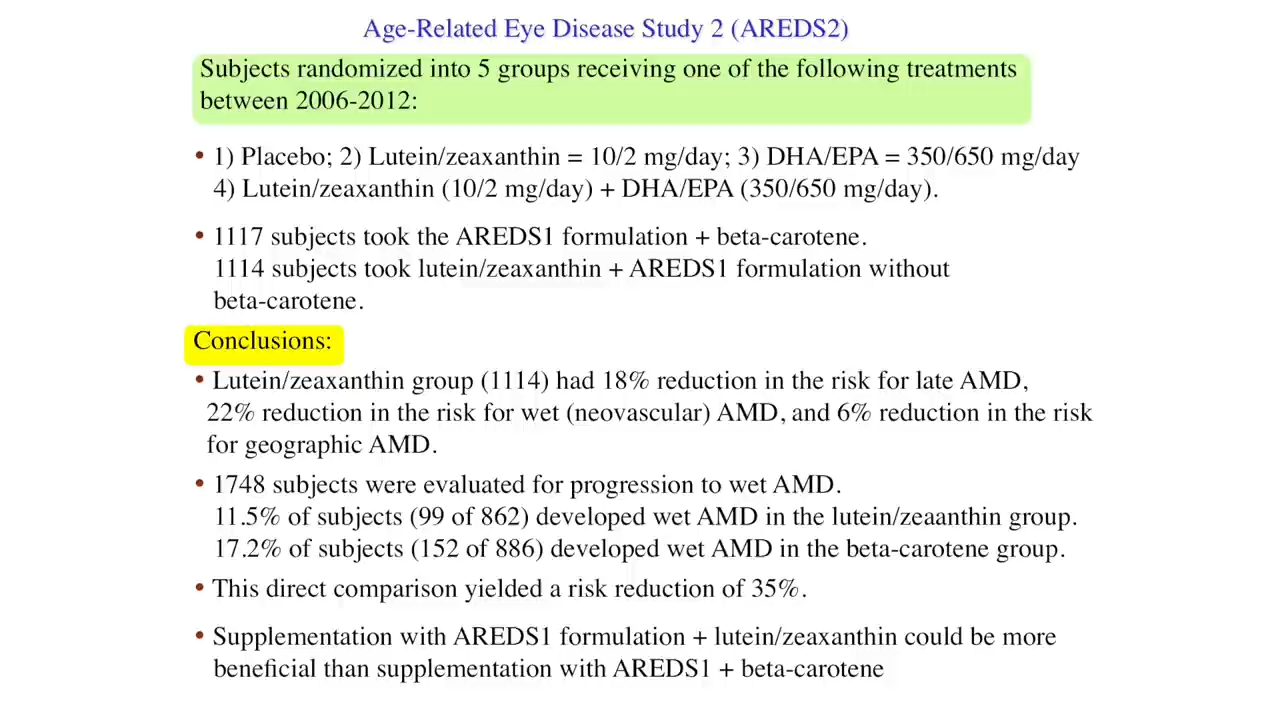 Age-Related Eye Disease Study 2 (AREDS2)
Subjects randomized into 5 groups receiving one of the following treatments
between 2006-2012:
• 1) Placebo; 2) Lutein/zeaxanthin = 10/2 mg/day; 3) DHA/EPA = 350/650 mg/day
4) Lutein/zeaxanthin (10/2 mg/day) + DHA/EPA (350/650 mg/day).
• 1117 subjects took the AREDS1 formulation + beta-carotene.
1114 subjects took lutein/zeaxanthin + AREDS1 formulation without
beta-carotene.
Conclusions:
• Lutein/zeaxanthin group (1114) had 18% reduction in the risk for late AMD,
22% reduction in the risk for wet (neovascular) AMD, and 6% reduction in the risk
for geographic AMD.
• 1748 subjects were evaluated for progression to wet AMD.
11.5% of subjects (99 of 862) developed wet AMD in the lutein/zeaanthin group.
17.2% of subjects (152 of 886) developed wet AMD in the beta-carotene group.
• This direct comparison yielded a risk reduction of 35%.
• Supplementation with AREDS1 formulation + lutein/zeaxanthin could be more
beneficial than supplementation with AREDS1 + beta-carotene